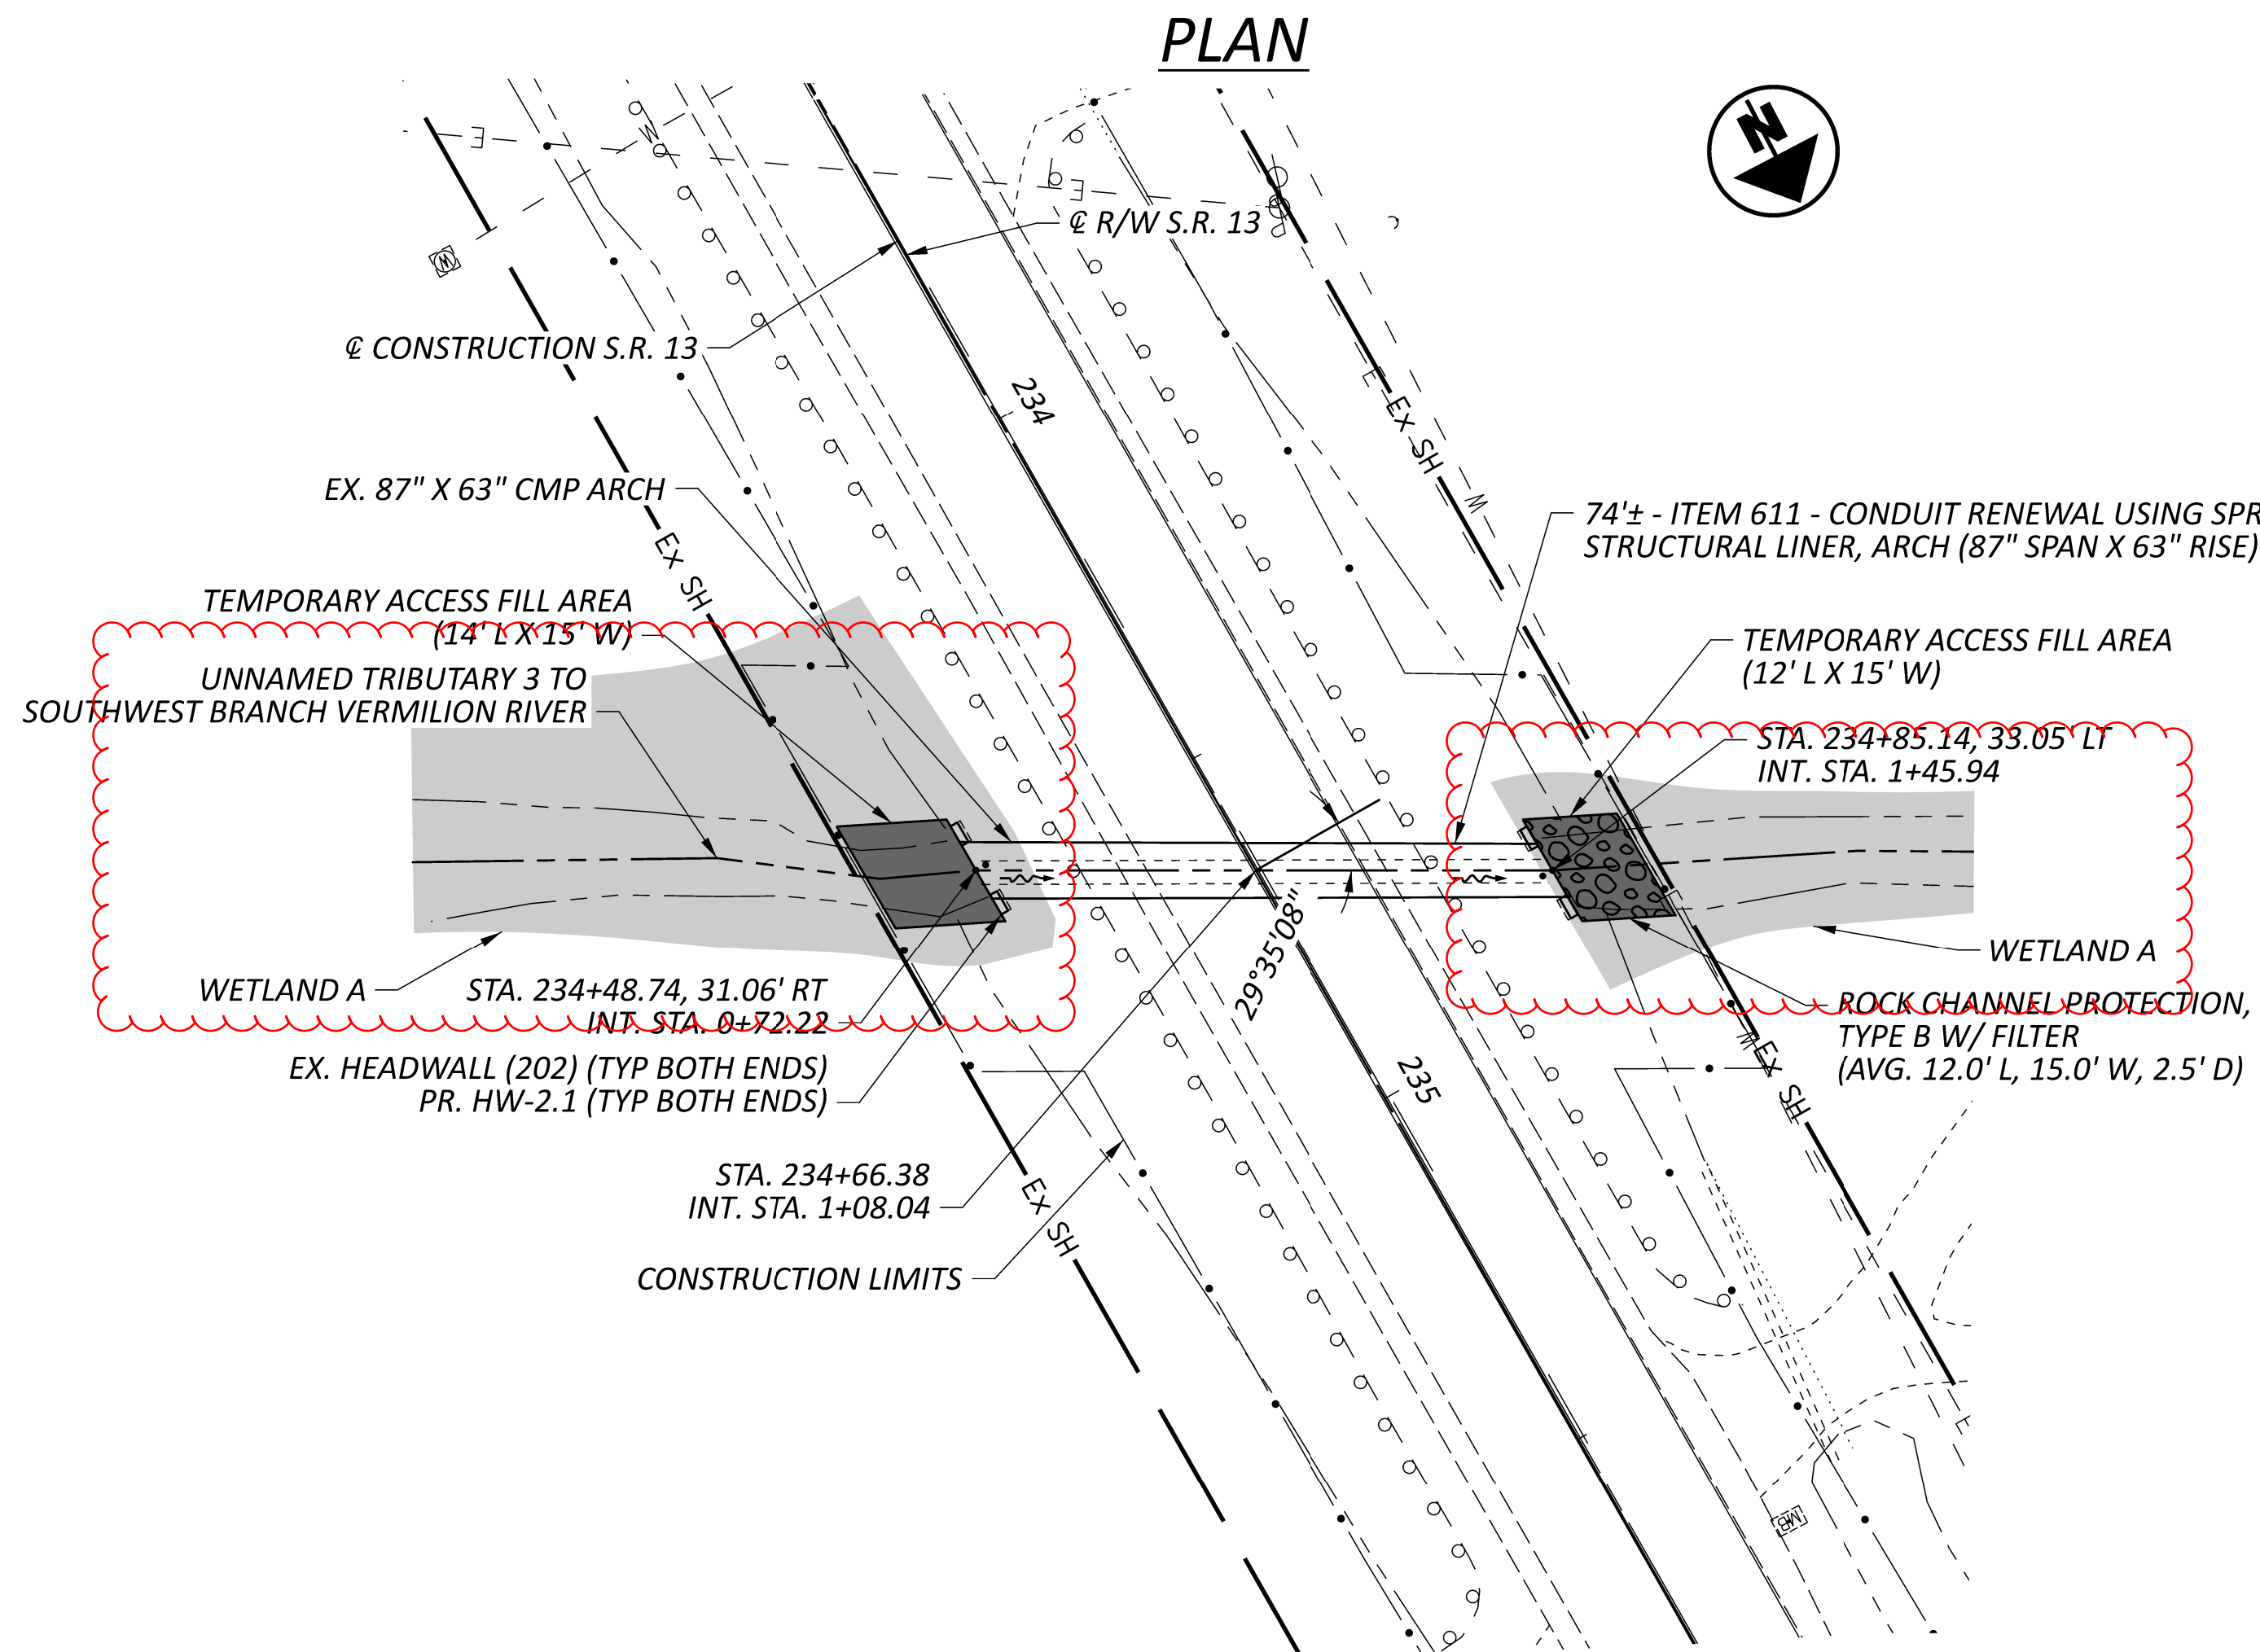 PLAN
N
E
W
E
℄ R/W S.R. 13
W
℄ CONSTRUCTION S.R. 13
234
E
EX SH
W
EX. 87" X 63" CMP ARCH
74'± - ITEM 611 - CONDUIT RENEWAL USING SPR
STRUCTURAL LINER, ARCH (87" SPAN X 63" RISE)
EX SH
TEMPORARY ACCESS FILL AREA
(14' L X 15' W)
TEMPORARY ACCESS FILL AREA
(12' L X 15' W)
UNNAMED TRIBUTARY 3 TO
SOUTHWEST BRANCH VERMILION RIVER
STA. 234+85.14, 33.05' LT
INT. STA. 1+45.94
29°35'08"
WETLAND A
WETLAND A
STA. 234+48.74, 31.06' RT
INT. STA. 0+72.22
ROCK CHANNEL PROTECTION,
TYPE B W/ FILTER
(AVG. 12.0' L, 15.0' W, 2.5' D)
W
EX SH
EX. HEADWALL (202) (TYP BOTH ENDS)
PR. HW-2.1 (TYP BOTH ENDS)
235
STA. 234+66.38
INT. STA. 1+08.04
EX SH
CONSTRUCTION LIMITS
MB